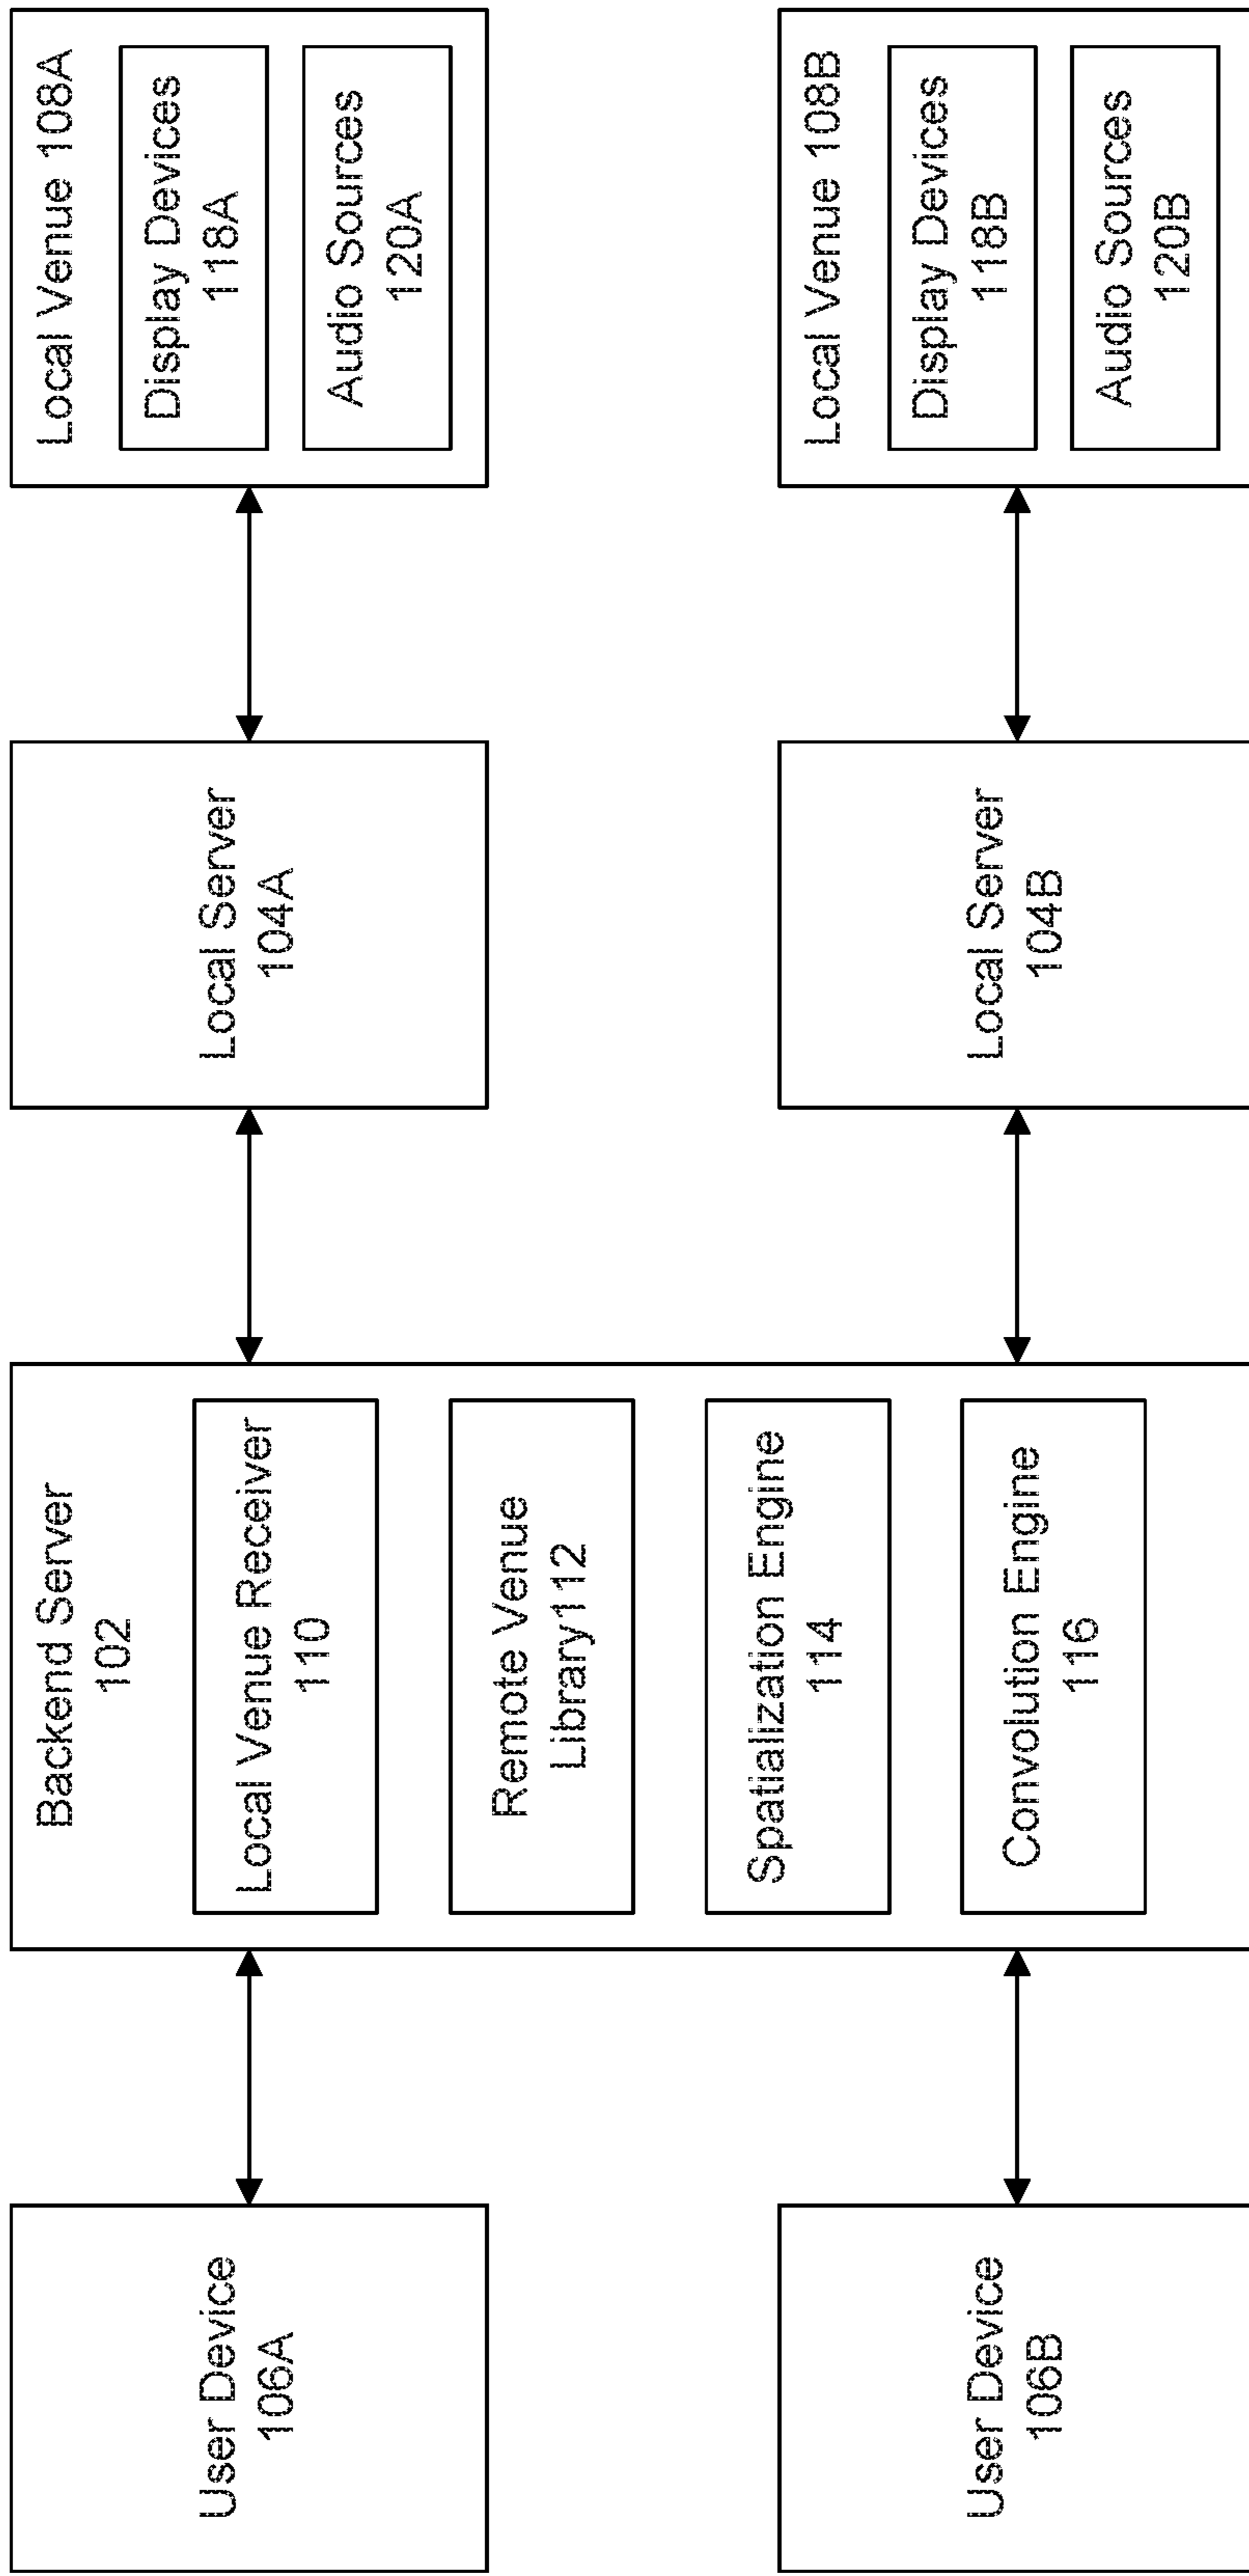 User Device
106A
User Device
106B
Backend Server
102
Local Venue Receiver
110
Remote Venue
Library112
Spatialization Engine
114
Convolution Engine
116
Local Server
104A
Local Server
104B
Local Venue 108A
Display Devices
118A
Audio Sources
120A
Local Venue 108B
Display Devices
118B
Audio Sources
120B